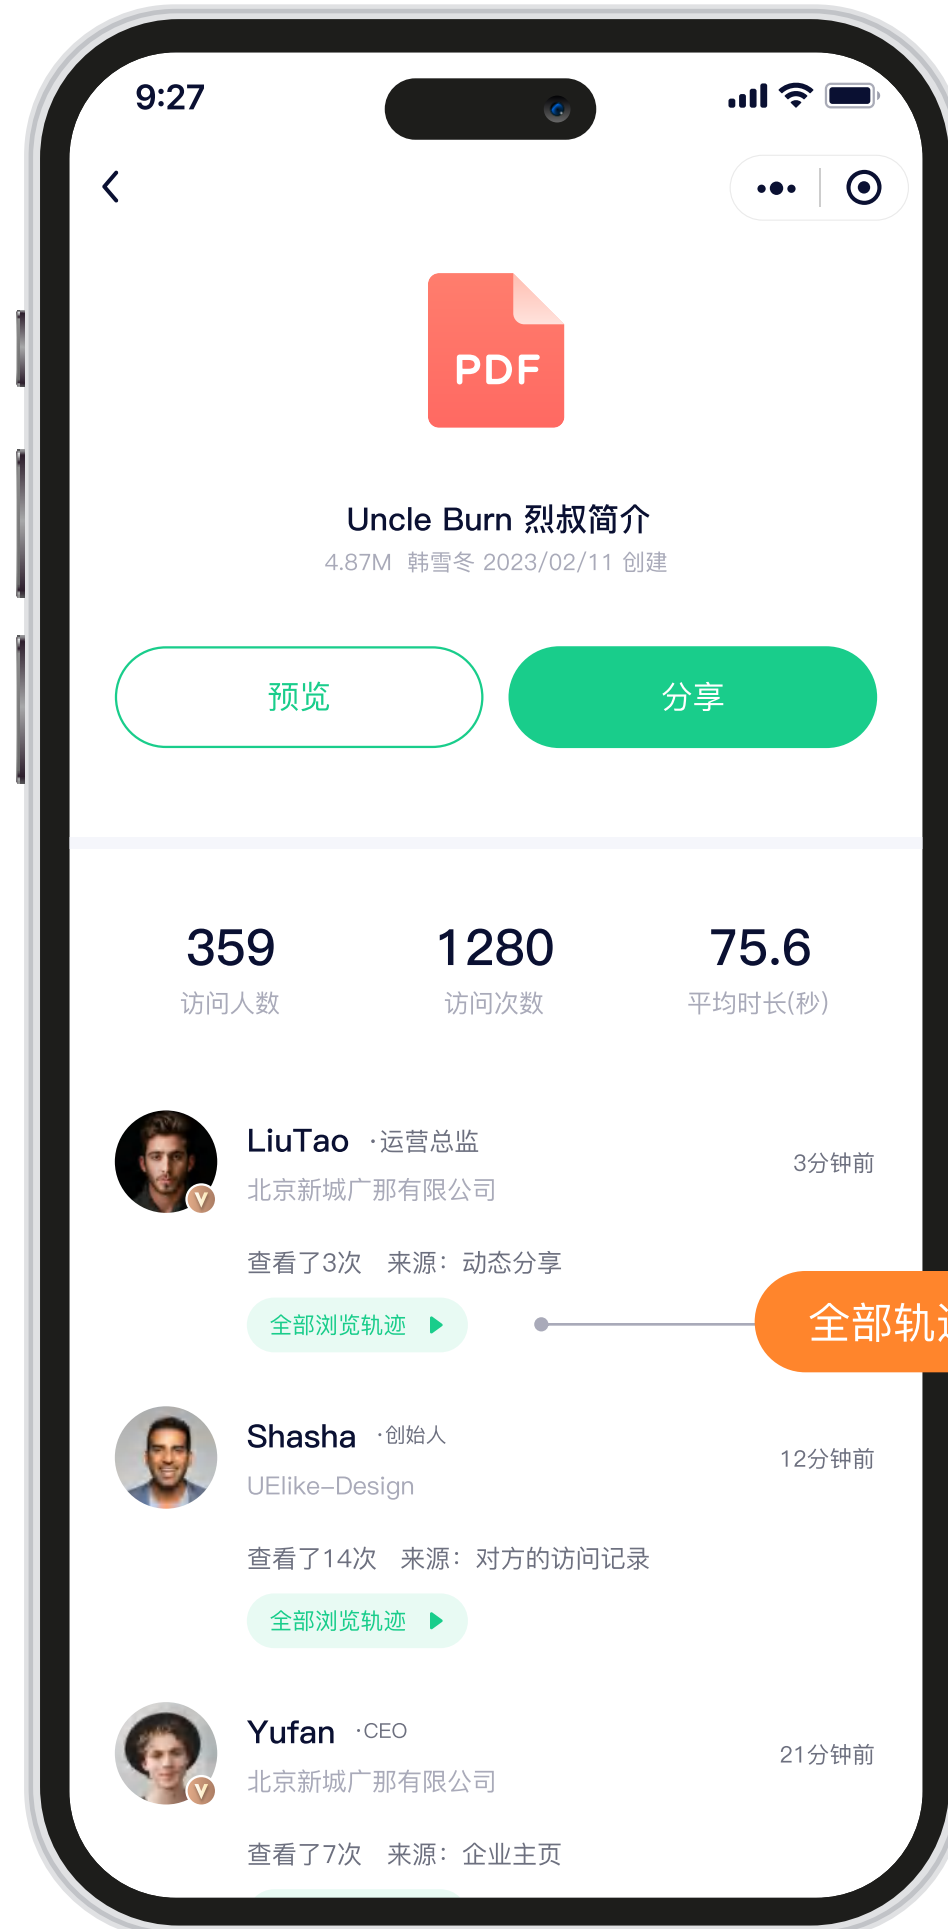 9:27
PDF
Uncle Burn 烈叔简介
4.87M 韩雪冬 2023/02/11 创建
预览 分享
359 1280 75.6
访问人数 访问次数 平均时长(秒)
LiuTao ·运营总监
3分钟前
北京新城广那有限公司
查看了3次 来源：动态分享
全部浏览轨迹
全部轨迹
Shasha ·创始人
12分钟前
UElike-Design
查看了14次 来源：对方的访问记录
全部浏览轨迹
Yufan ·CEO
21分钟前
北京新城广那有限公司
查看了7次 来源：企业主页